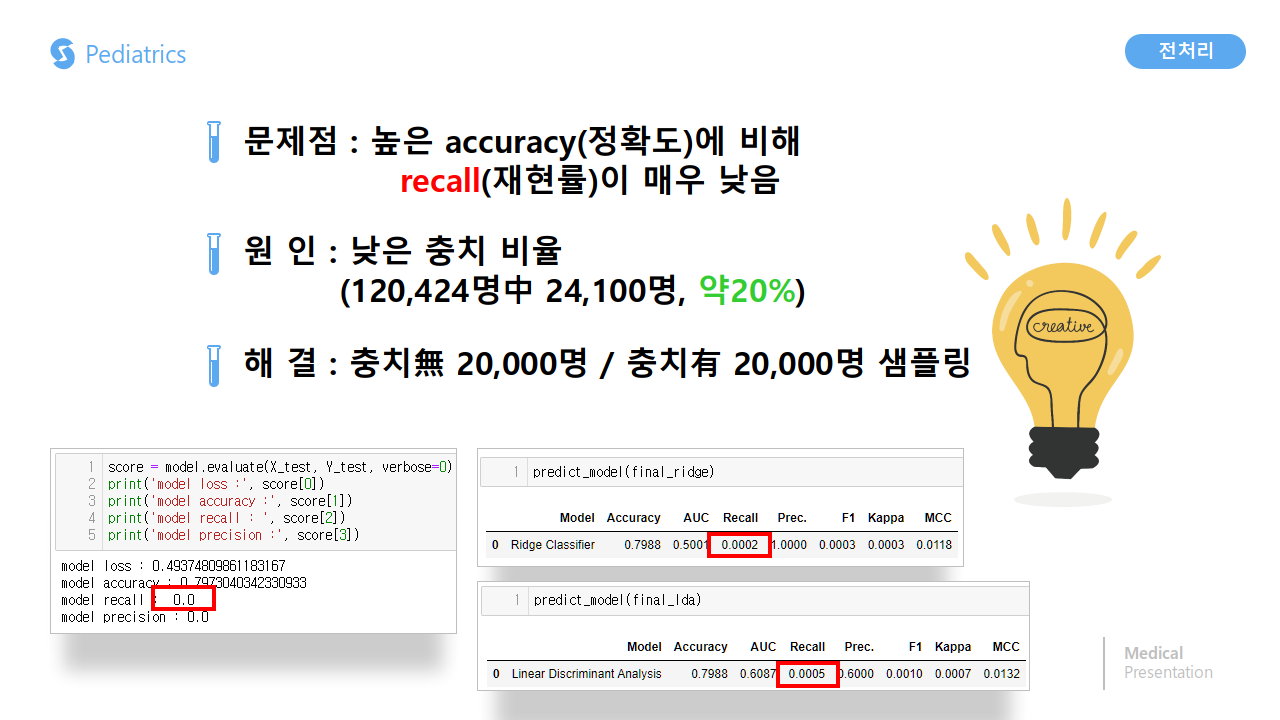 Pediatrics
전처리
문제점 : 높은 accuracy(정확도)에 비해
recall(재현률)이 매우 낮음
원 인 : 낮은 충치 비율
(120,424명中 24,100명, 약20%)
해 결 : 충치無 20,000명 / 충치有 20,000명 샘플링
creative
1 score = model.evaluate(X_test, Y_test, verbose=0)
2 print('model loss :', score[0])
3 print('model accuracy :', score[1])
4 print('model recall : ', score[2])
5 print('model precision :', score[3])
model loss : 0.49374809861183167
model accuracy : 0.7973040342330933
model recall : 0.0
model precision : 0.0
1 predict_model(final_ridge)
Model Accuracy AUC Recall Prec. F1 Kappa MCC
0 Ridge Classifier 0.7988 0.5001 0.0002 1.0000 0.0003 0.0003 0.0118
1 predict_model(final_lda)
Model Accuracy AUC Recall Prec. F1 Kappa MCC
0 Linear Discriminant Analysis 0.7988 0.6087 0.0005 0.6000 0.0010 0.0007 0.0132
Medical
Presentation